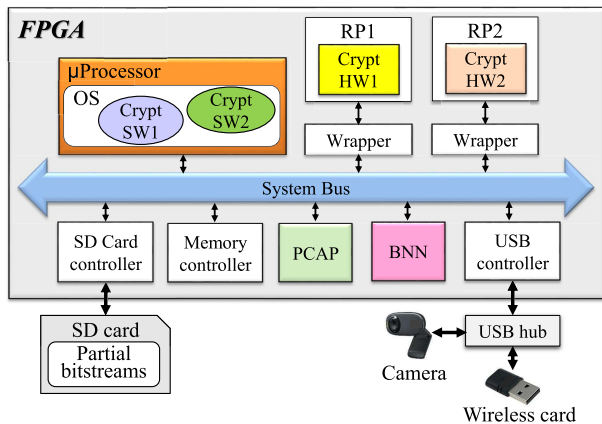 FPGA
µProcessor
OS
Crypt
SW1
Crypt
SW2
RP1
Crypt
HW1
RP2
Crypt
HW2
Wrapper
Wrapper
System Bus
SD Card
controller
Memory
controller
PCAP
BNN
USB
controller
SD card
Partial
bitstreams
Camera
USB hub
Wireless card